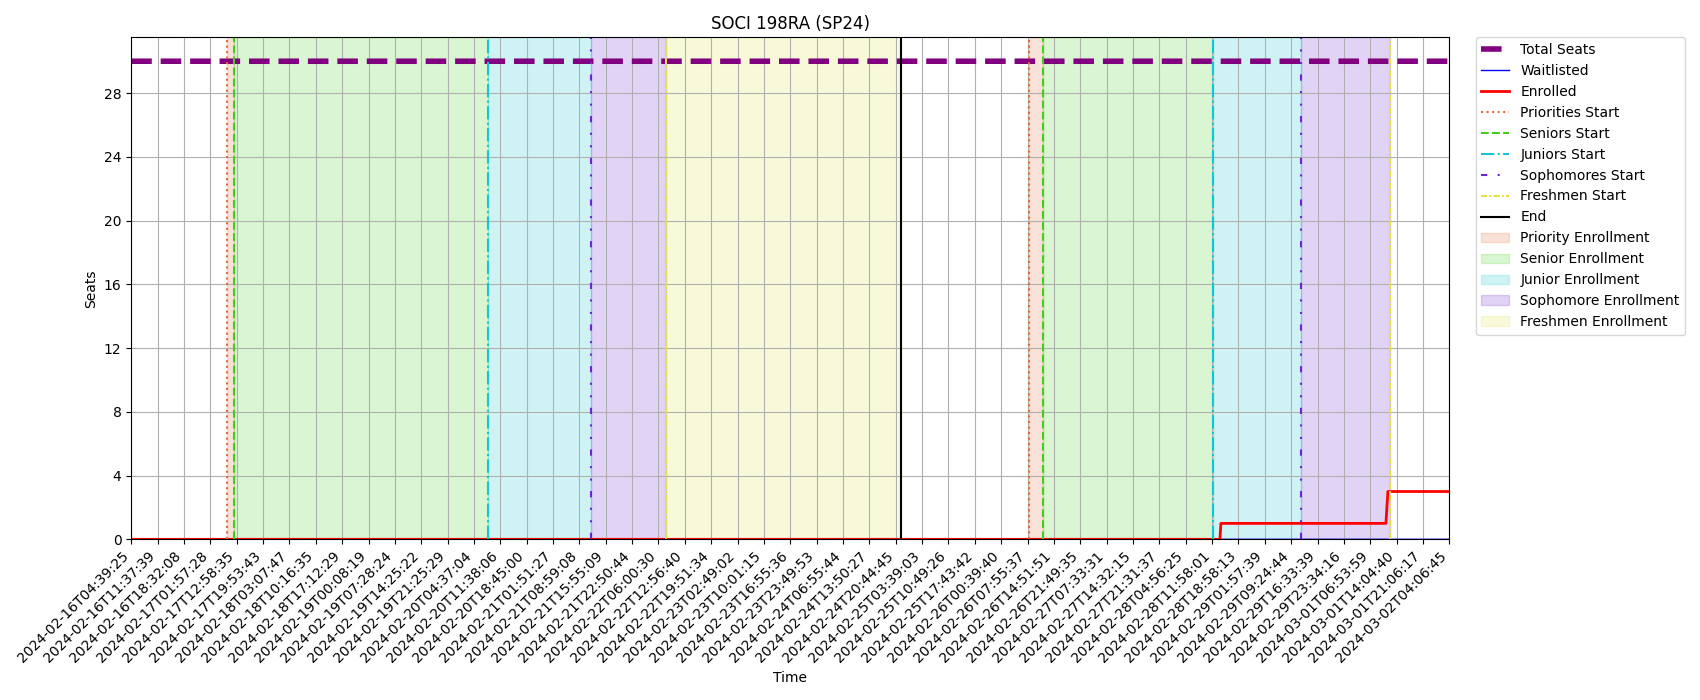 SOCI 198RA (SP24)
Total Seats
Waitlisted
Enrolled
Priorities Start
Seniors Start
Juniors Start
Sophomores Start
Freshmen Start
End
Priority Enrollment
Senior Enrollment
Junior Enrollment
Sophomore Enrollment
Freshmen Enrollment
Seats
28
24
20
16
12
8
4
0
2024-02-16T04:39:25
2024-02-16T11:37:39
2024-02-16T18:32:08
2024-02-17T01:57:28
2024-02-17T12:58:35
2024-02-17T19:53:43
2024-02-18T03:07:47
2024-02-18T10:16:35
2024-02-18T17:12:29
2024-02-19T00:08:19
2024-02-19T07:28:24
2024-02-19T14:25:22
2024-02-19T21:25:29
2024-02-20T04:37:04
2024-02-20T11:38:06
2024-02-20T18:45:00
2024-02-21T01:51:27
2024-02-21T08:59:08
2024-02-21T15:55:09
2024-02-21T22:50:44
2024-02-22T06:00:30
2024-02-22T12:56:40
2024-02-22T19:51:34
2024-02-23T02:49:02
2024-02-23T10:01:15
2024-02-23T16:55:36
2024-02-23T23:49:53
2024-02-24T06:55:44
2024-02-24T13:50:27
2024-02-24T20:44:45
2024-02-25T03:39:03
2024-02-25T10:49:26
2024-02-25T17:43:42
2024-02-26T00:39:40
2024-02-26T07:55:37
2024-02-26T14:51:51
2024-02-26T21:49:35
2024-02-27T07:33:31
2024-02-27T14:32:15
2024-02-27T21:31:37
2024-02-28T04:56:25
2024-02-28T11:58:01
2024-02-28T18:58:13
2024-02-29T01:57:39
2024-02-29T09:24:44
2024-02-29T16:33:39
2024-02-29T23:34:16
2024-03-01T06:53:59
2024-03-01T14:04:40
2024-03-01T21:06:17
2024-03-02T04:06:45
Time